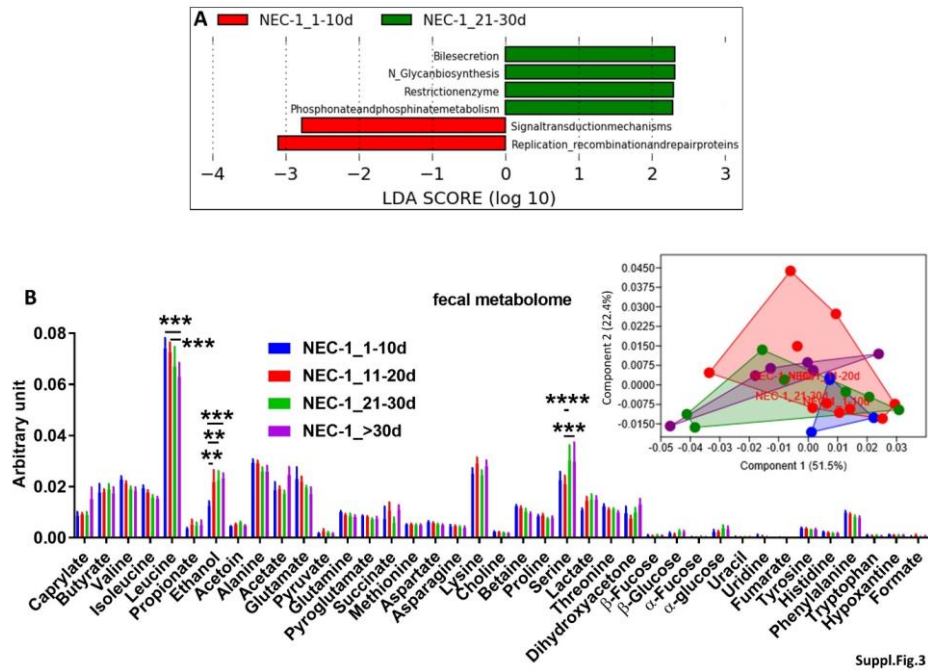 A
NEC-1_1-10d NEC-1_21-30d
Bilesecretion
N_Glycanbiosynthesis
Restrictionenzyme
Phosphonateandphosphinatemetabolism
Signaltransductionmechanisms
Replication_recombinationandrepairproteins
−4 −3 −2 −1 0 1 2 3
LDA SCORE (log 10)
B
fecal metabolome
Arbitrary unit
0.08
0.06
0.04
0.02
0.00
***
***
***
**
**
****
***
NEC-1_1-10d
NEC-1_11-20d
NEC-1_21-30d
NEC-1_>30d
Caprylate
Butyrate
Valine
Isoleucine
Leucine
Propionate
Ethanol
Acetoin
Alanine
Acetate
Glutamate
Pyruvate
Glutamine
Pyroglutamate
Succinate
Methionine
Aspartate
Asparagine
Lysine
Choline
Betaine
Proline
Serine
Lactate
Threonine
Dihydroxyacetone
β-Fucose
β-Glucose
α-Fucose
α-glucose
Uracil
Uridine
Fumarate
Tyrosine
Histidine
Phenylalanine
Tryptophan
Hypoxantine
Formate
Component 2 (22.4%)
0.0450
0.0375
0.0300
0.0225
0.0150
0.0075
0.0000
-0.0075
-0.0150
-0.05 -0.04 -0.03 -0.02 -0.01 0.00 0.01 0.02 0.03
Component 1 (51.5%)
Suppl.Fig.3